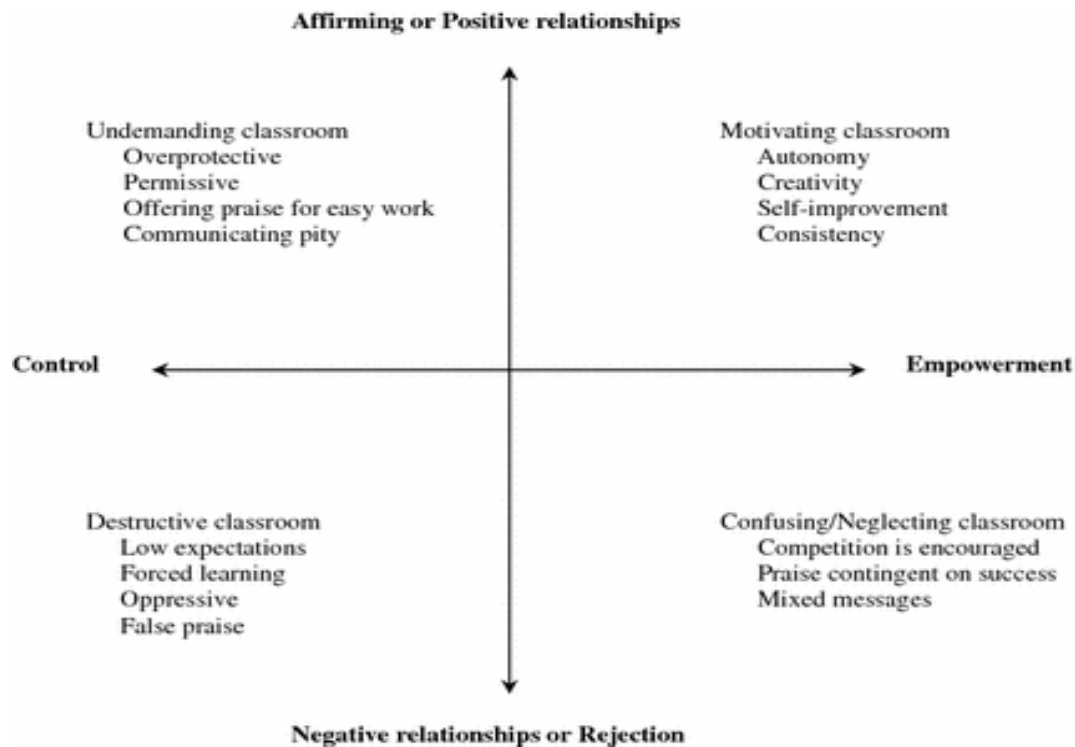 Affirming or Positive relationships
Undemanding classroom
Overprotective
Permissive
Offering praise for easy work
Communicating pity
Motivating classroom
Autonomy
Creativity
Self-improvement
Consistency
Control
Empowerment
Destructive classroom
Low expectations
Forced learning
Oppressive
False praise
Confusing/Neglecting classroom
Competition is encouraged
Praise contingent on success
Mixed messages
Negative relationships or Rejection